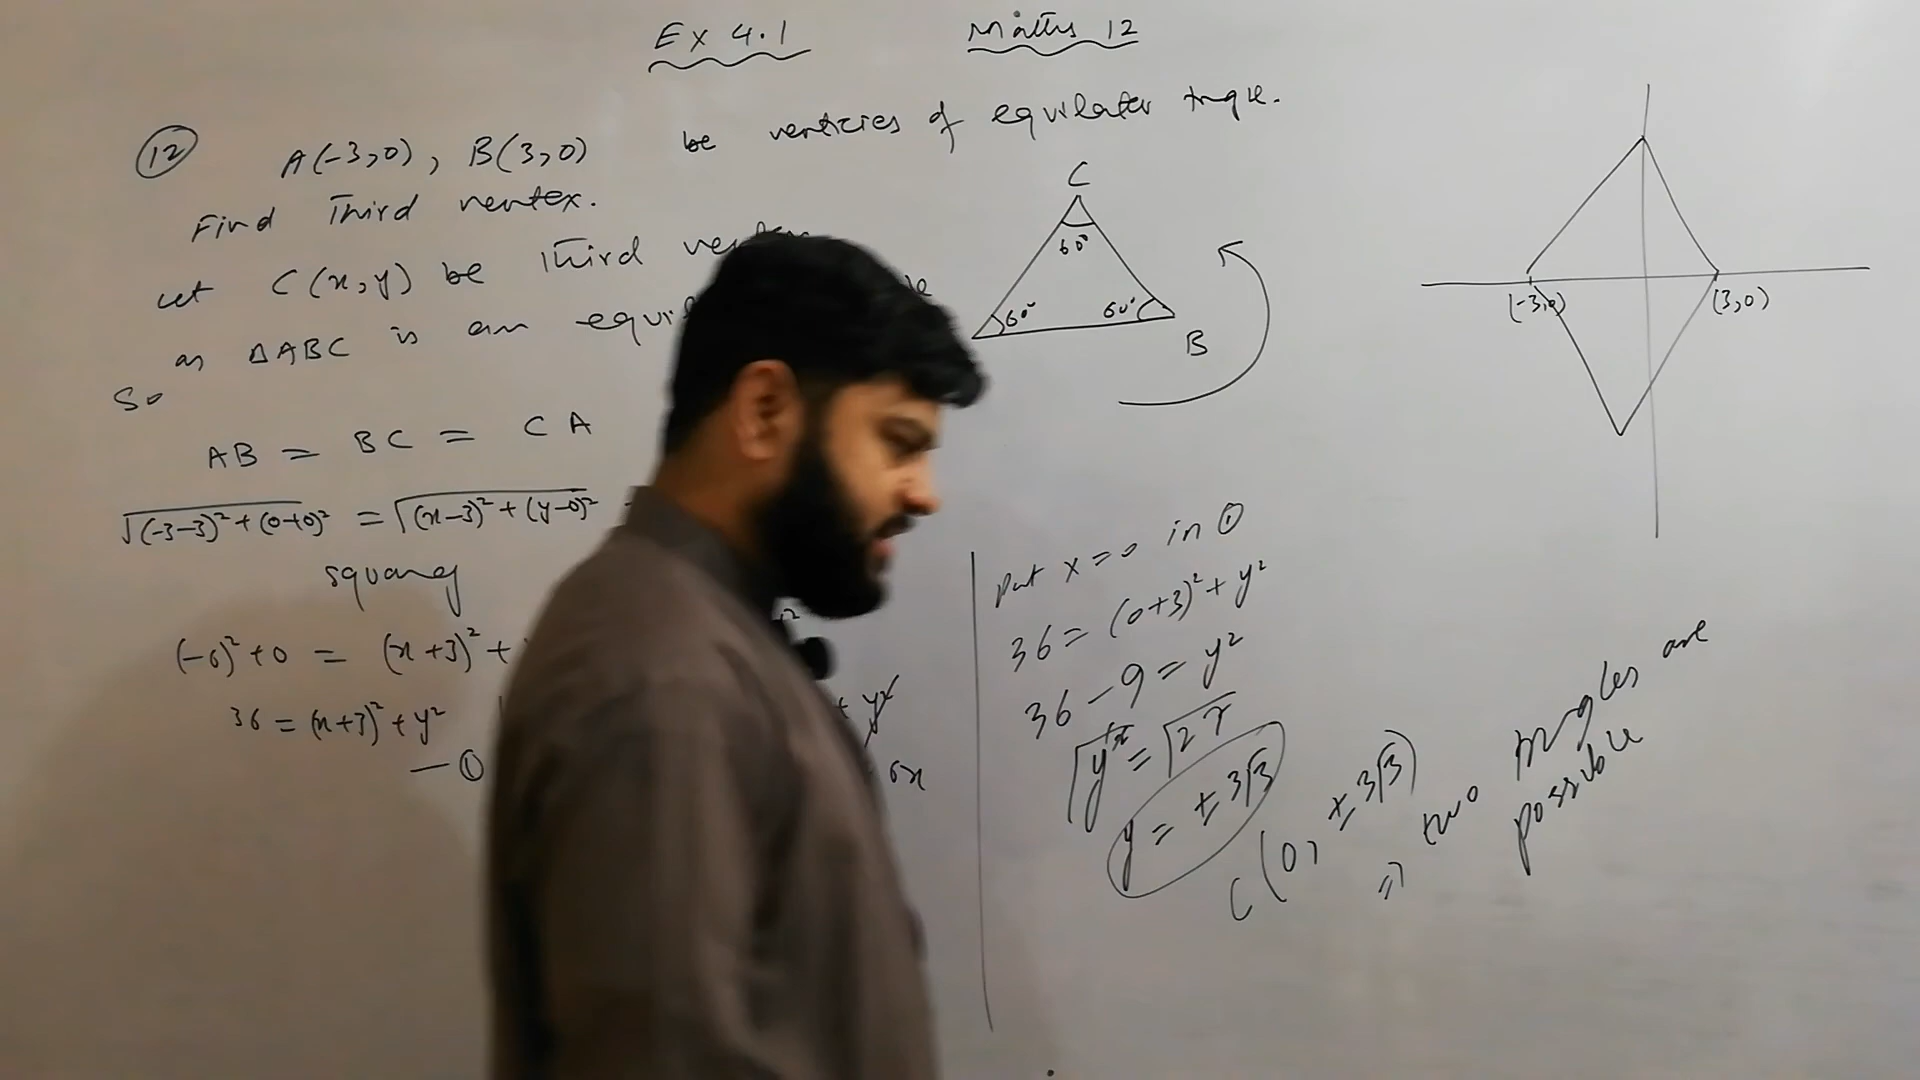 Ex 4.1 Maths 12
(12) A(-3,0), B(3,0) be verticies of equilater
Find Third vertex.
Let C(x,y) be Third
as ΔABC is an
So
AB = BC = CA
√(-3-3)²+(0+0)² = √(x-3)²+(y-0)²
squaring
(-6)²+0 = (x+3)²+
36 = (x+3)²+y²
— ①
6x
C
60°
60° 60°
B
(-3,0) (3,0)
put x=0 in ①
36 = (0+3)²+y²
36-9 = y²
√y² = √27
y = ±3√3
C(0, ±3√3)
=> two are
possible